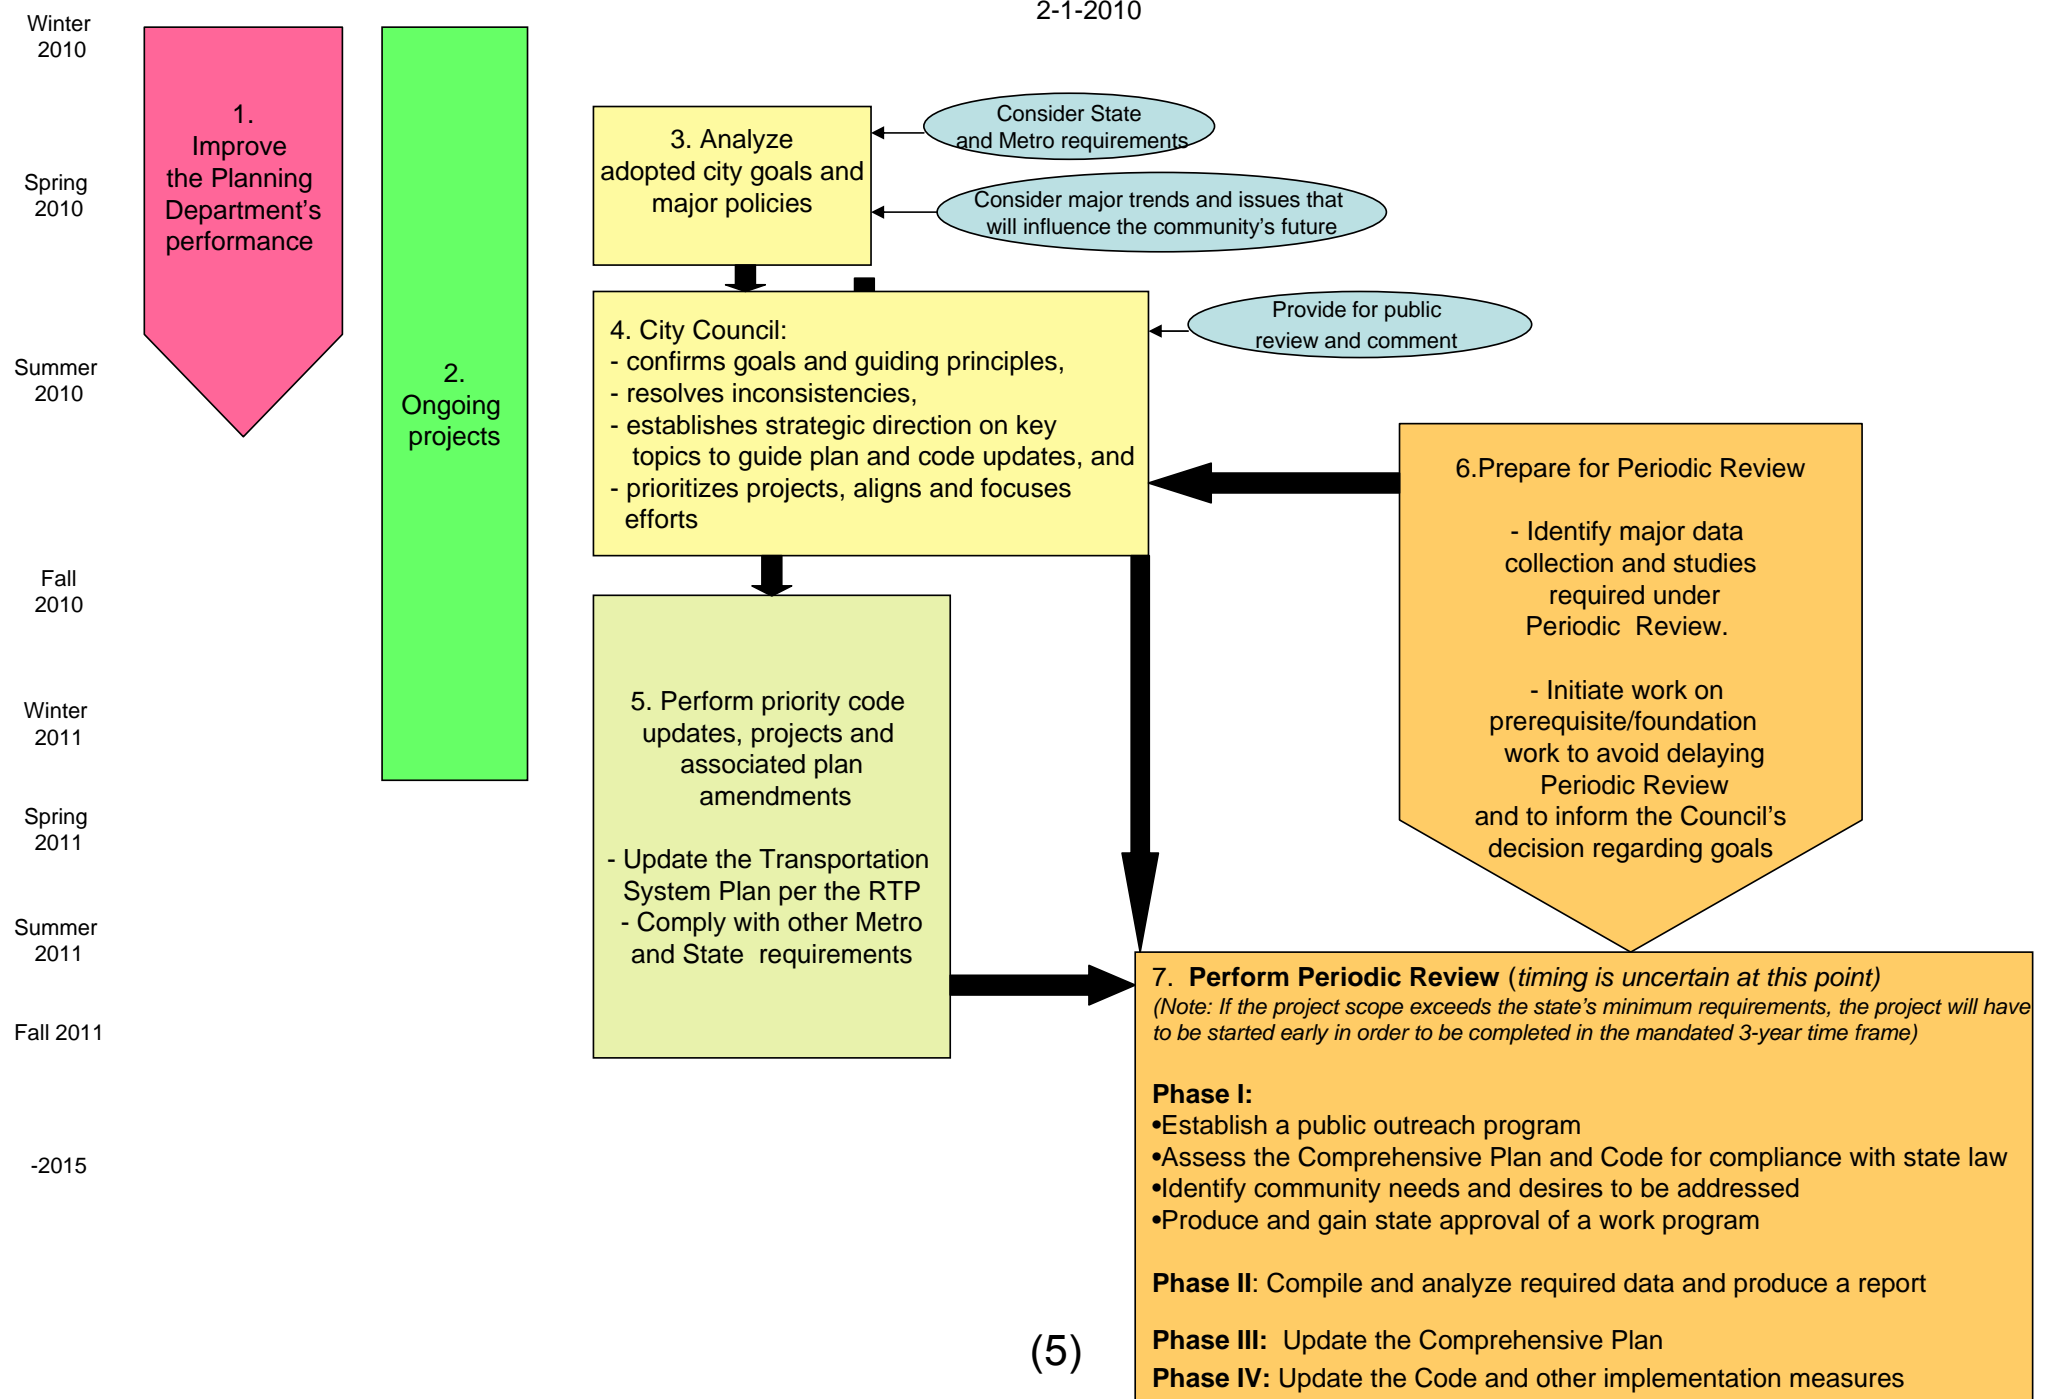 2-1-2010
Winter
2010
Spring
2010
Summer
2010
Fall
2010
Winter
2011
Spring
2011
Summer
2011
Fall 2011
-2015
1.
Improve
the Planning
Department’s
performance
2.
Ongoing
projects
3. Analyze
adopted city goals and
major policies
Consider State
and Metro requirements
Consider major trends and issues that
will influence the community’s future
4. City Council:
- confirms goals and guiding principles,
- resolves inconsistencies,
- establishes strategic direction on key
topics to guide plan and code updates, and
- prioritizes projects, aligns and focuses
efforts
Provide for public
review and comment
5. Perform priority code
updates, projects and
associated plan
amendments
- Update the Transportation
System Plan per the RTP
- Comply with other Metro
and State requirements
6.Prepare for Periodic Review
- Identify major data
collection and studies
required under
Periodic Review.
- Initiate work on
prerequisite/foundation
work to avoid delaying
Periodic Review
and to inform the Council’s
decision regarding goals
7. Perform Periodic Review (timing is uncertain at this point)
(Note: If the project scope exceeds the state’s minimum requirements, the project will have
to be started early in order to be completed in the mandated 3-year time frame)
Phase I:
•Establish a public outreach program
•Assess the Comprehensive Plan and Code for compliance with state law
•Identify community needs and desires to be addressed
•Produce and gain state approval of a work program
Phase II: Compile and analyze required data and produce a report
Phase III: Update the Comprehensive Plan
Phase IV: Update the Code and other implementation measures
(5)